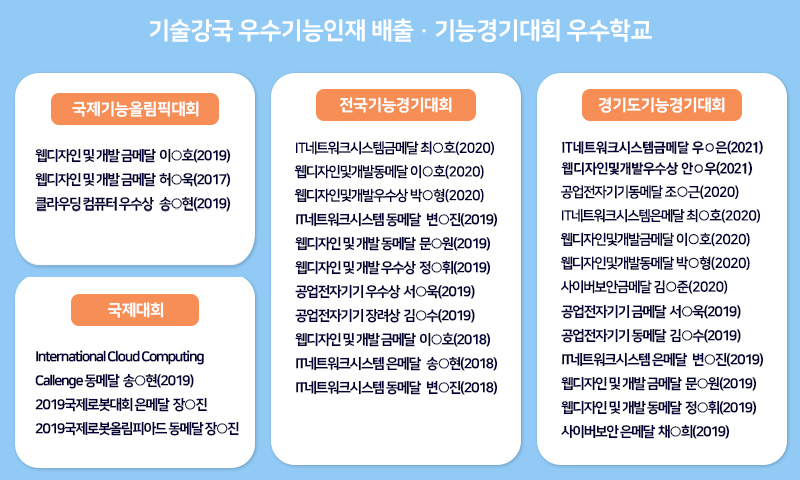 기술강국 우수기능인재 배출 · 기능경기대회 우수학교
국제기능올림픽대회
웹디자인 및 개발 금메달 이○호(2019)
웹디자인 및 개발 금메달 허○욱(2017)
클라우딩 컴퓨터 우수상 송○현(2019)
국제대회
International Cloud Computing
Callenge 동메달 송○현(2019)
2019국제로봇대회 은메달 장○진
2019국제로봇올림피아드 동메달 장○진
전국기능경기대회
IT네트워크시스템금메달 최○호(2020)
웹디자인및개발동메달 이○호(2020)
웹디자인및개발우수상 박○형(2020)
IT네트워크시스템 동메달 변○진(2019)
웹디자인 및 개발 동메달 문○원(2019)
웹디자인 및 개발 우수상 정○휘(2019)
공업전자기기 우수상 서○욱(2019)
공업전자기기 장려상 김○수(2019)
웹디자인 및 개발 금메달 이○호(2018)
IT네트워크시스템 은메달 송○현(2018)
IT네트워크시스템 동메달 변○진(2018)
경기도기능경기대회
IT네트워크시스템금메달 우○은(2021)
웹디자인및개발우수상 안○우(2021)
공업전자기기동메달 조○근(2020)
IT네트워크시스템은메달 최○호(2020)
웹디자인및개발금메달 이○호(2020)
웹디자인및개발동메달 박○형(2020)
사이버보안금메달 김○준(2020)
공업전자기기 금메달 서○욱(2019)
공업전자기기 동메달 김○수(2019)
IT네트워크시스템 은메달 변○진(2019)
웹디자인 및 개발 금메달 문○원(2019)
웹디자인 및 개발 동메달 정○휘(2019)
사이버보안 은메달 채○희(2019)